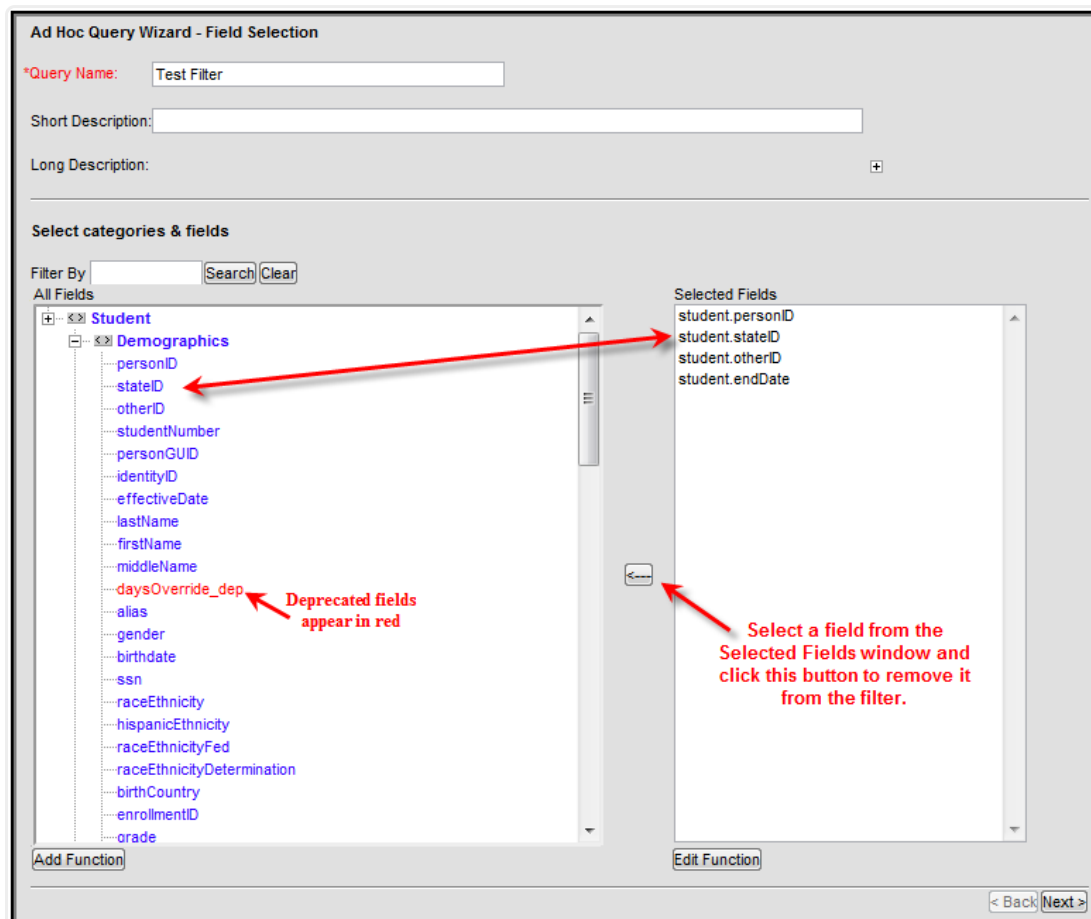 Ad Hoc Query Wizard - Field Selection
*Query Name: Test Filter
Short Description:
Long Description:
Select categories & fields
Filter By Search Clear
All Fields
Student
Demographics
personID
stateID
otherID
studentNumber
personGUID
identityID
effectiveDate
lastName
firstName
middleName
daysOverride_dep
alias
gender
birthdate
ssn
raceEthnicity
hispanicEthnicity
raceEthnicityFed
raceEthnicityDetermination
birthCountry
enrollmentID
grade
Deprecated fields
appear in red
Add Function
<---
Selected Fields
student.personID
student.stateID
student.otherID
student.endDate
Select a field from the
Selected Fields window and
click this button to remove it
from the filter.
Edit Function
< Back Next >